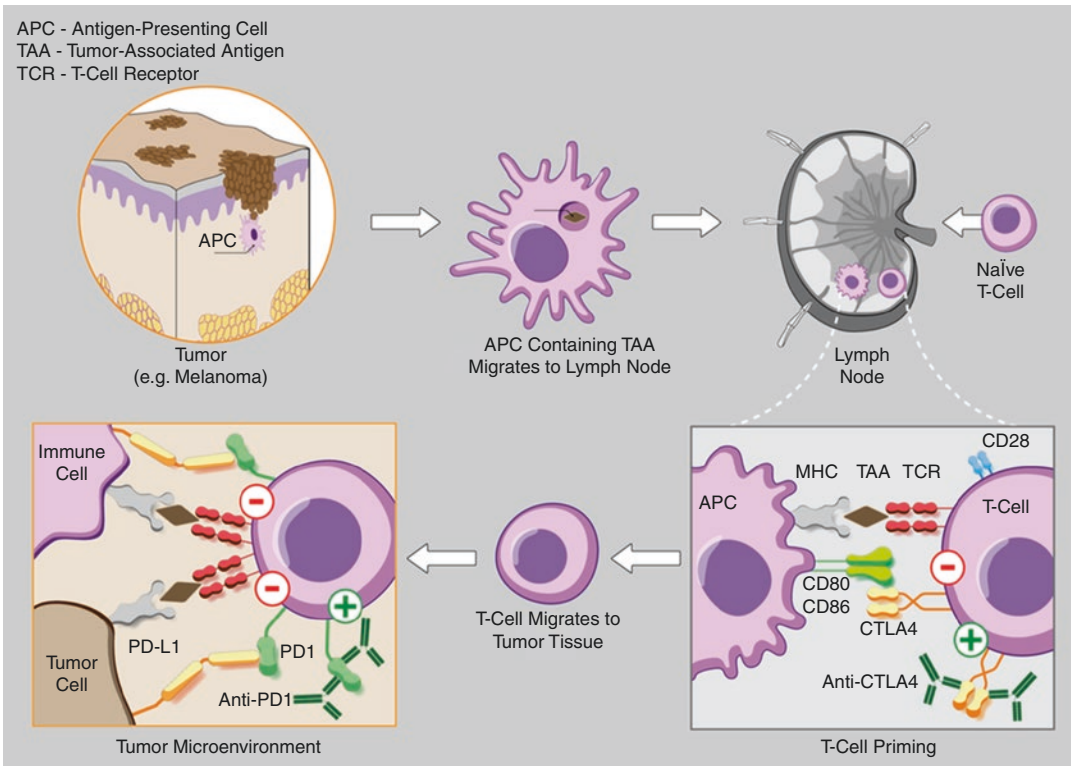 APC - Antigen-Presenting Cell
TAA - Tumor-Associated Antigen
TCR - T-Cell Receptor
APC
Tumor
(e.g. Melanoma)
APC Containing TAA
Migrates to Lymph Node
Lymph
Node
NaÏve
T-Cell
Immune
Cell
PD-L1
Tumor
Cell
PD1
Anti-PD1
Tumor Microenvironment
T-Cell Migrates to
Tumor Tissue
CD28
MHC TAA TCR
APC
T-Cell
CD80
CD86
CTLA4
Anti-CTLA4
T-Cell Priming